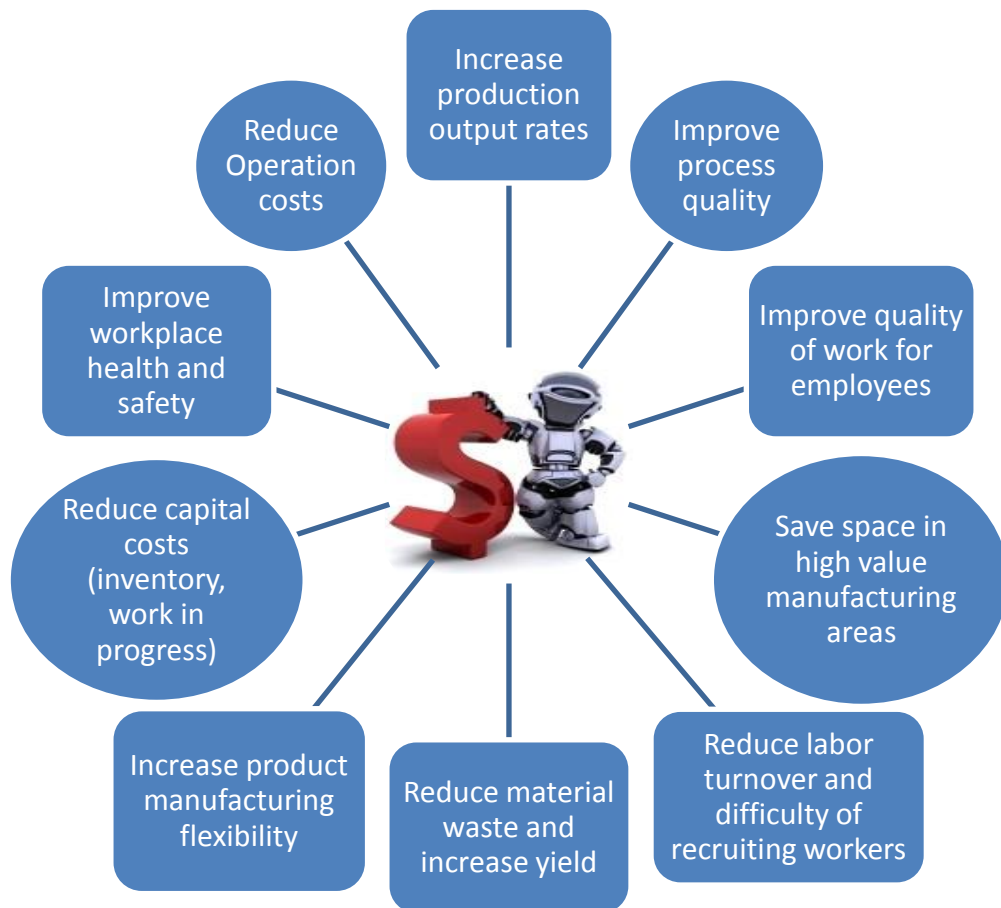 Increase
production
output rates
Improve
process
quality
Improve quality
of work for
employees
Save space in
high value
manufacturing
areas
Reduce labor
turnover and
difficulty of
recruiting workers
Reduce material
waste and
increase yield
Increase product
manufacturing
flexibility
Reduce capital
costs
(inventory,
work in
progress)
Improve
workplace
health and
safety
Reduce
Operation
costs